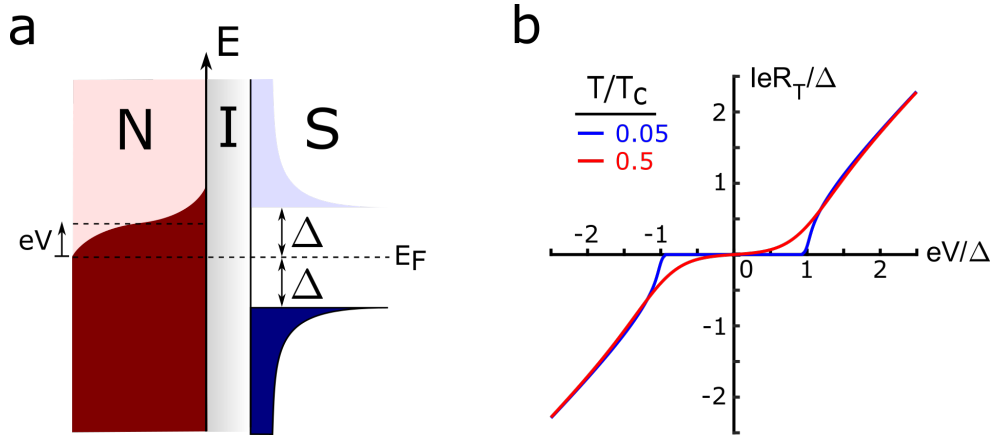 a
E
N
I
S
eV
Δ
Δ
E_F
b
IeR_T/Δ
T/T_C
0.05
0.5
2
1
-2
-1
0
1
2
eV/Δ
-1
-2